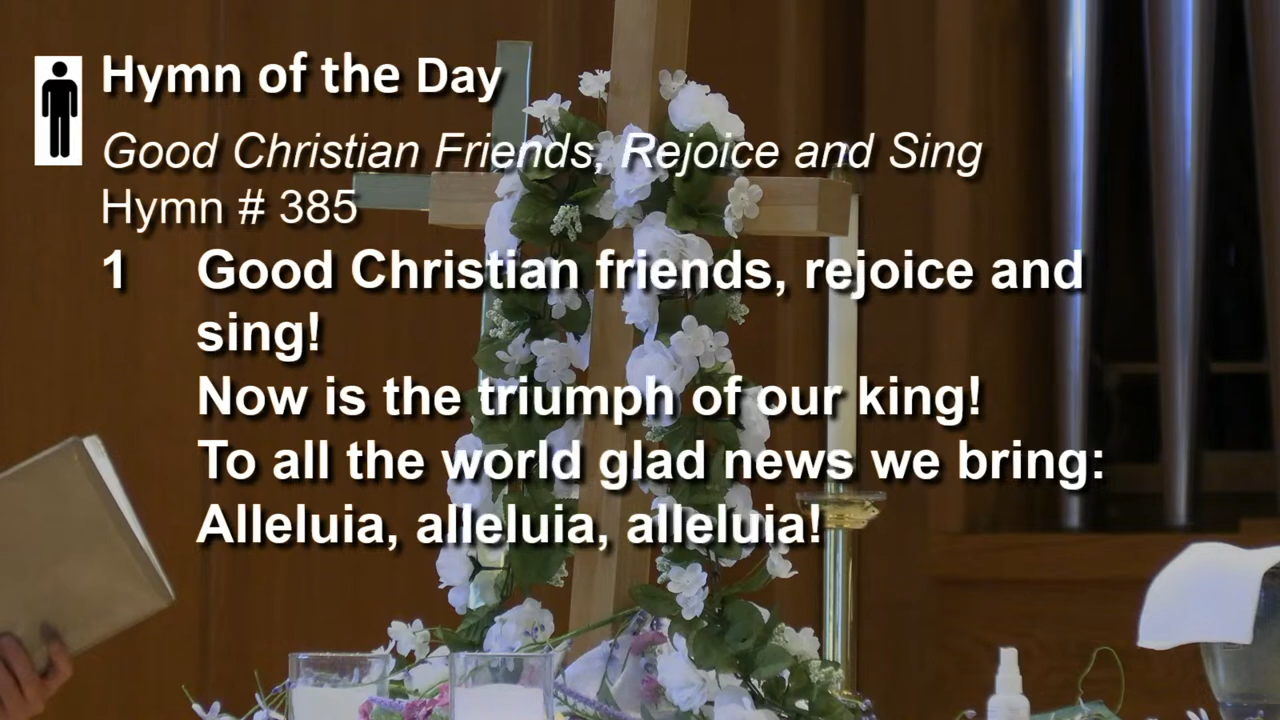 Hymn of the Day
Good Christian Friends, Rejoice and Sing
Hymn # 385
1 Good Christian friends, rejoice and
sing!
Now is the triumph of our king!
To all the world glad news we bring:
Alleluia, alleluia, alleluia!